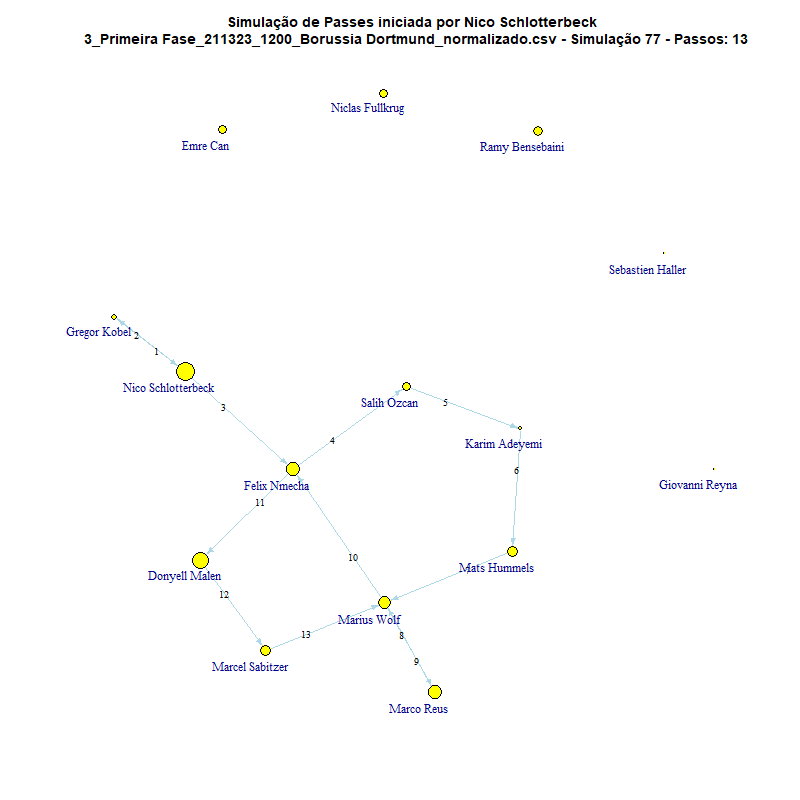 Simulação de Passes iniciada por Nico Schlotterbeck
3_Primeira Fase_211323_1200_Borussia Dortmund_normalizado.csv - Simulação 77 - Passos: 13
Niclas Fullkrug
Emre Can
Ramy Bensebaini
Sebastien Haller
Gregor Kobel
2
1
Nico Schlotterbeck
3
Salih Ozcan
5
4
Karim Adeyemi
6
Felix Nmecha
Giovanni Reyna
11
10
Mats Hummels
Donyell Malen
12
Marius Wolf
13
8
9
Marcel Sabitzer
Marco Reus